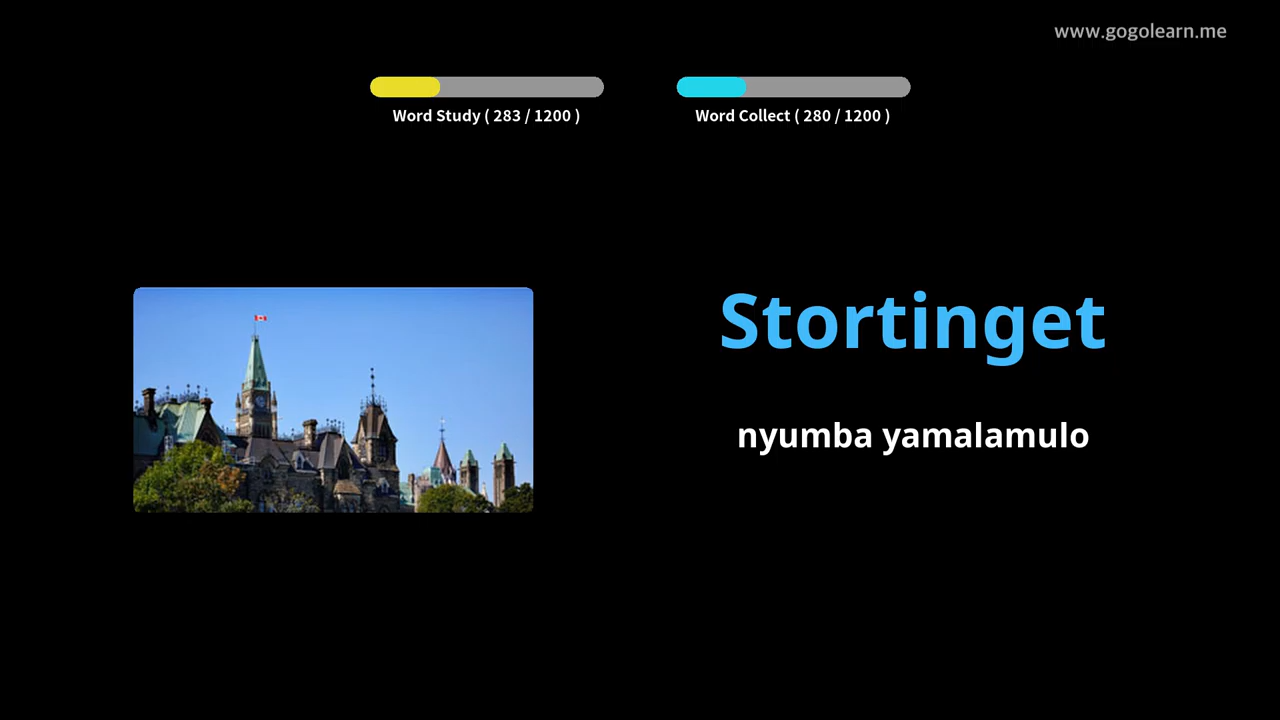 www.gogolearn.me
Word Study ( 283 / 1200 )
Word Collect ( 280 / 1200 )
Stortinget
nyumba yamalamulo